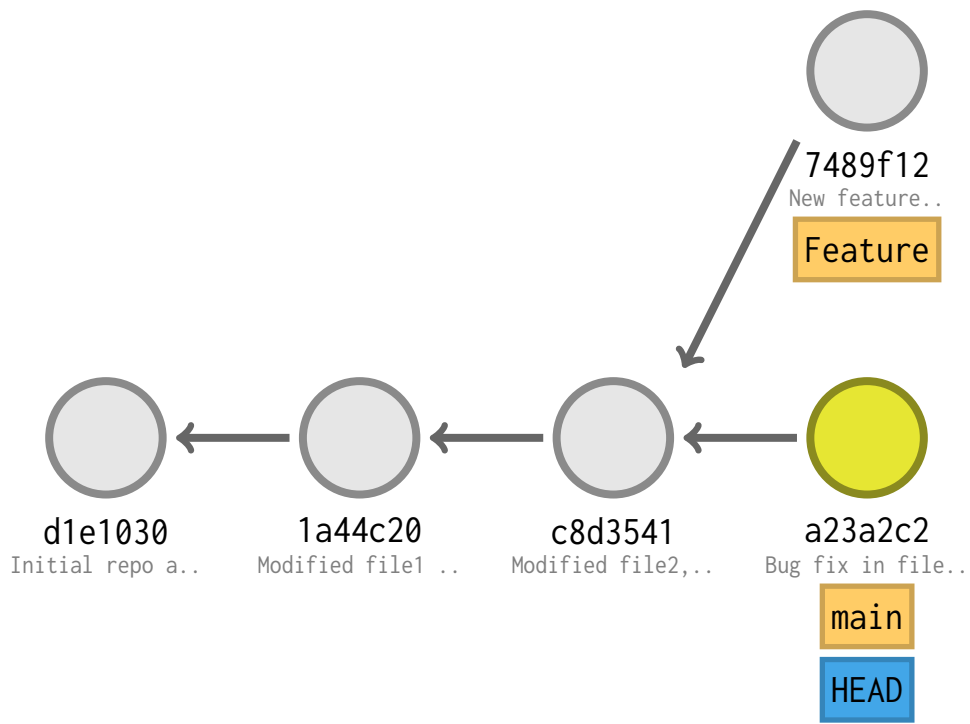 7489f12
New feature..
Feature
d1e1030
Initial repo a..
1a44c20
Modified file1 ..
c8d3541
Modified file2,..
a23a2c2
Bug fix in file..
main
HEAD